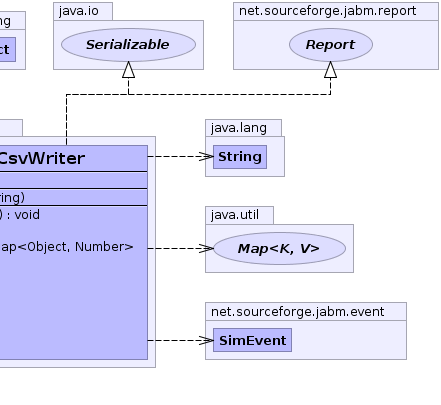 ng
java.io
net.sourceforge.jabm.report
ct
Serializable
Report
java.lang
CsvWriter
String
ring)
) : void
java.util
ap<Object, Number>
Map<K, V>
net.sourceforge.jabm.event
SimEvent